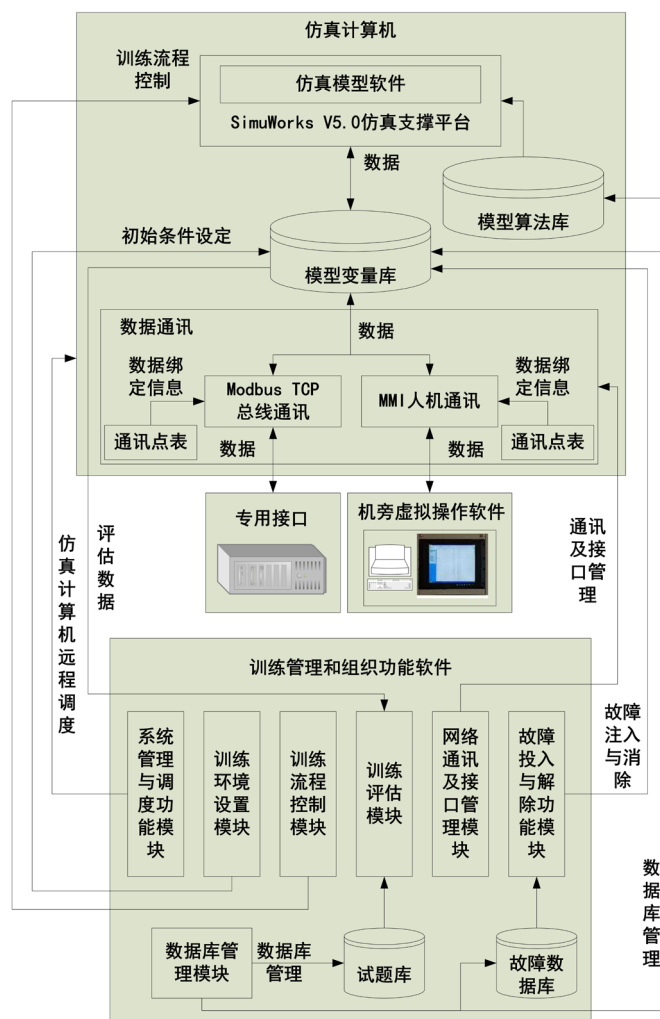 仿真计算机
训练流程
控制
仿真模型软件
SimuWorks V5.0仿真支撑平台
数据
模型算法库
初始条件设定
模型变量库
数据通讯
数据
数据绑
定信息
Modbus TCP
总线通讯
MMI人机通讯
数据绑
定信息
通讯点表
数据
数据
通讯点表
专用接口
机旁虚拟操作软件
仿真计算机远程调度
评估数据
通讯
及接
口管
理
训练管理和组织功能软件
故障
注入
与消
除
系统
管理
与调
度功
能模
块
训练
环境
设置
模块
训练
流程
控制
模块
训练
评估
模块
网络
通讯
及接
口管
理模
块
故障
投入
与解
除功
能模
块
数据库管理
数据库管
理模块
数据库
管理
试题库
故障数
据库